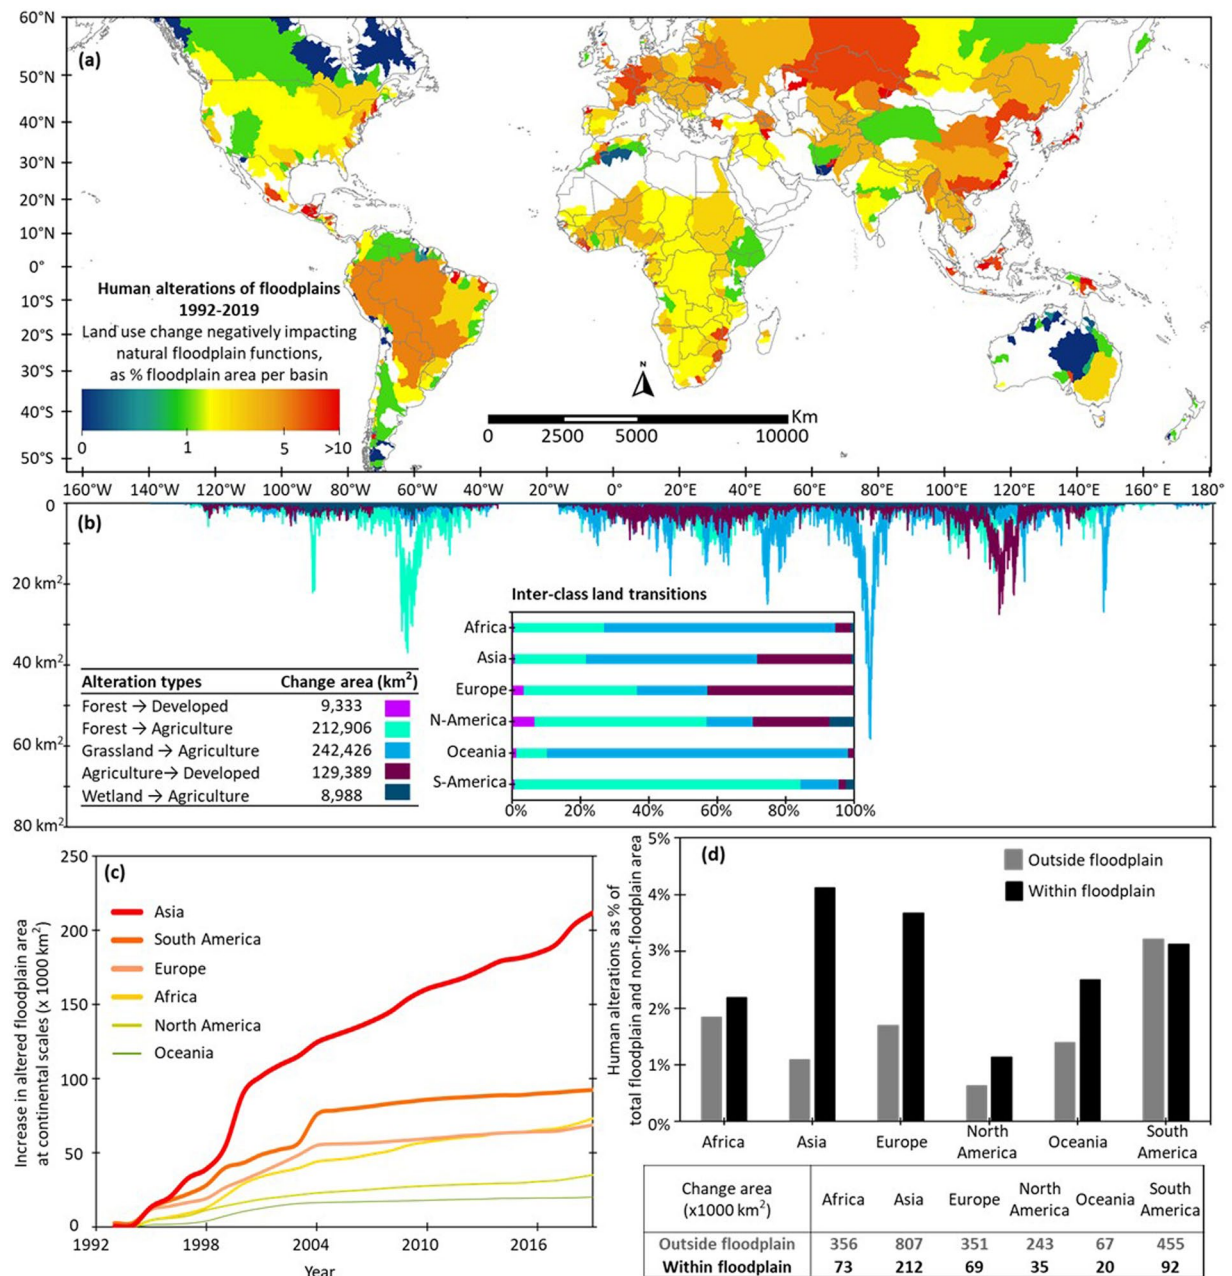 60°N
50°N
40°N
30°N
20°N
10°N
0°
10°S
20°S
30°S
40°S
50°S
(a)
Human alterations of floodplains
1992-2019
Land use change negatively impacting
natural floodplain functions,
as % floodplain area per basin
0 1 5 >10
N
Km
0 2500 5000 10000
160°W 140°W 120°W 100°W 80°W 60°W 40°W 20°W 0° 20°E 40°E 60°E 80°E 100°E 120°E 140°E 160°E 180°
0
20 km²
40 km²
60 km²
80 km²
(b)
Alteration types Change area (km²)
Forest → Developed 9,333
Forest → Agriculture 212,906
Grassland → Agriculture 242,426
Agriculture→ Developed 129,389
Wetland → Agriculture 8,988
Inter-class land transitions
Africa
Asia
Europe
N-America
Oceania
S-America
0% 20% 40% 60% 80% 100%
(c)
Increase in altered floodplain area
at continental scales (x 1000 km²)
250
200
150
100
50
0
Asia
South America
Europe
Africa
North America
Oceania
1992 1998 2004 2010 2016
Year
(d)
Human alterations as % of
total floodplain and non-floodplain area
5%
4%
3%
2%
1%
0%
Outside floodplain
Within floodplain
Africa Asia Europe North America Oceania South America
Change area
(x1000 km²)
Africa Asia Europe North America Oceania South America
Outside floodplain 356 807 351 243 67 455
Within floodplain 73 212 69 35 20 92